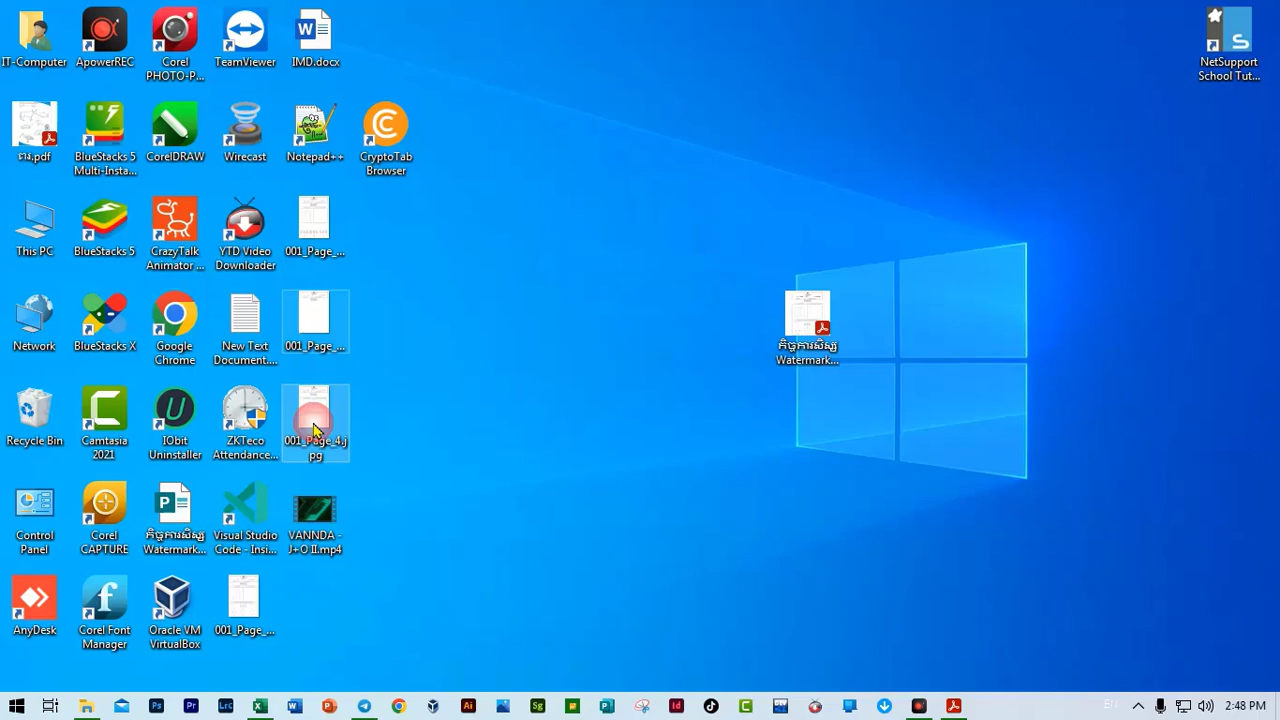 IT-Computer
ApowerREC
Corel
PHOTO-P...
TeamViewer
IMD.docx
NetSupport
School Tut...
ពារ.pdf
BlueStacks 5
Multi-Insta...
CorelDRAW
Wirecast
Notepad++
CryptoTab
Browser
This PC
BlueStacks 5
CrazyTalk
Animator ...
YTD Video
Downloader
001_Page_...
Network
BlueStacks X
Google
Chrome
New Text
Document....
001_Page_...
កិច្ចការសិស្ស
Watermark...
Recycle Bin
Camtasia
2021
IObit
Uninstaller
ZKTeco
Attendance...
001_Page_4.j
pg
Control
Panel
Corel
CAPTURE
កិច្ចការសិស្ស
Watermark...
Visual Studio
Code - Insi...
VANNDA -
J+O II.mp4
AnyDesk
Corel Font
Manager
Oracle VM
VirtualBox
001_Page_...
EN
2:48 PM